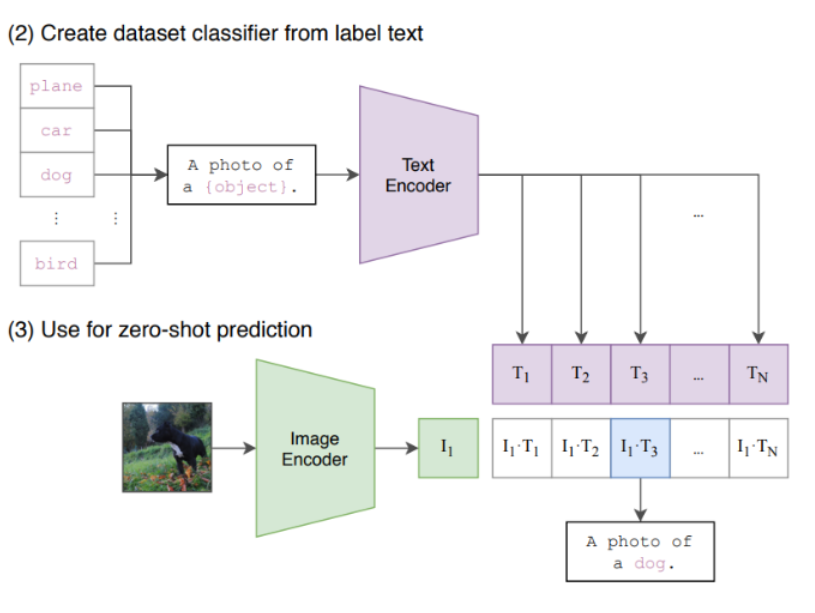 (2) Create dataset classifier from label text
plane
car
dog
⋮ ⋮
bird
A photo of
a {object}.
Text
Encoder
...
(3) Use for zero-shot prediction
T₁ T₂ T₃ ... T_N
Image
Encoder
I₁
I₁·T₁ I₁·T₂ I₁·T₃ ... I₁·T_N
A photo of
a dog.